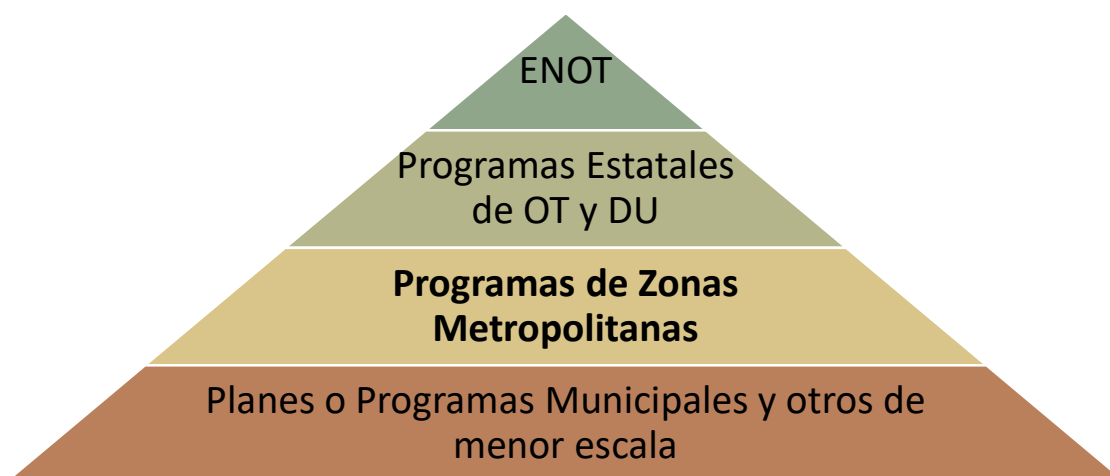 ENOT
Programas Estatales
de OT y DU
Programas de Zonas
Metropolitanas
Planes o Programas Municipales y otros de
menor escala